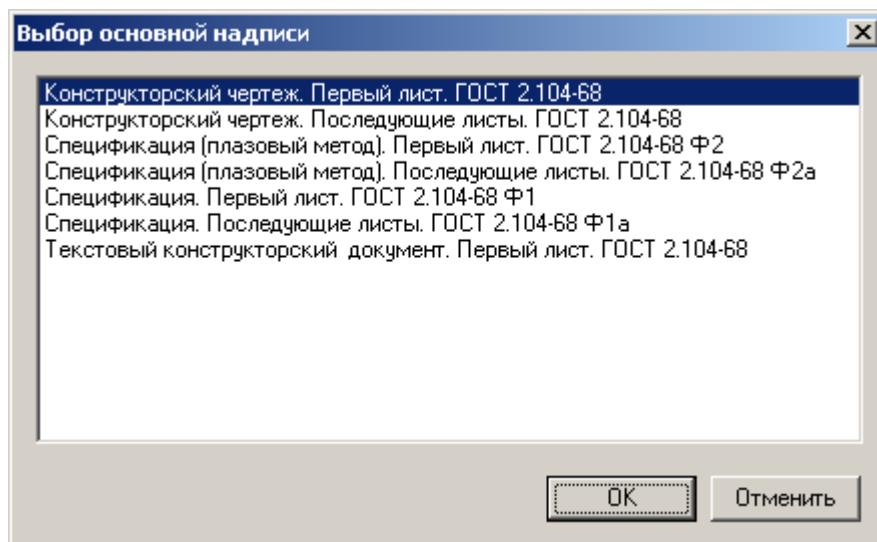 Выбор основной надписи
Конструкторский чертеж. Первый лист. ГОСТ 2.104-68
Конструкторский чертеж. Последующие листы. ГОСТ 2.104-68
Спецификация (плазовый метод). Первый лист. ГОСТ 2.104-68 Ф2
Спецификация (плазовый метод). Последующие листы. ГОСТ 2.104-68 Ф2а
Спецификация. Первый лист. ГОСТ 2.104-68 Ф1
Спецификация. Последующие листы. ГОСТ 2.104-68 Ф1а
Текстовый конструкторский  документ. Первый лист. ГОСТ 2.104-68
ОК Отменить